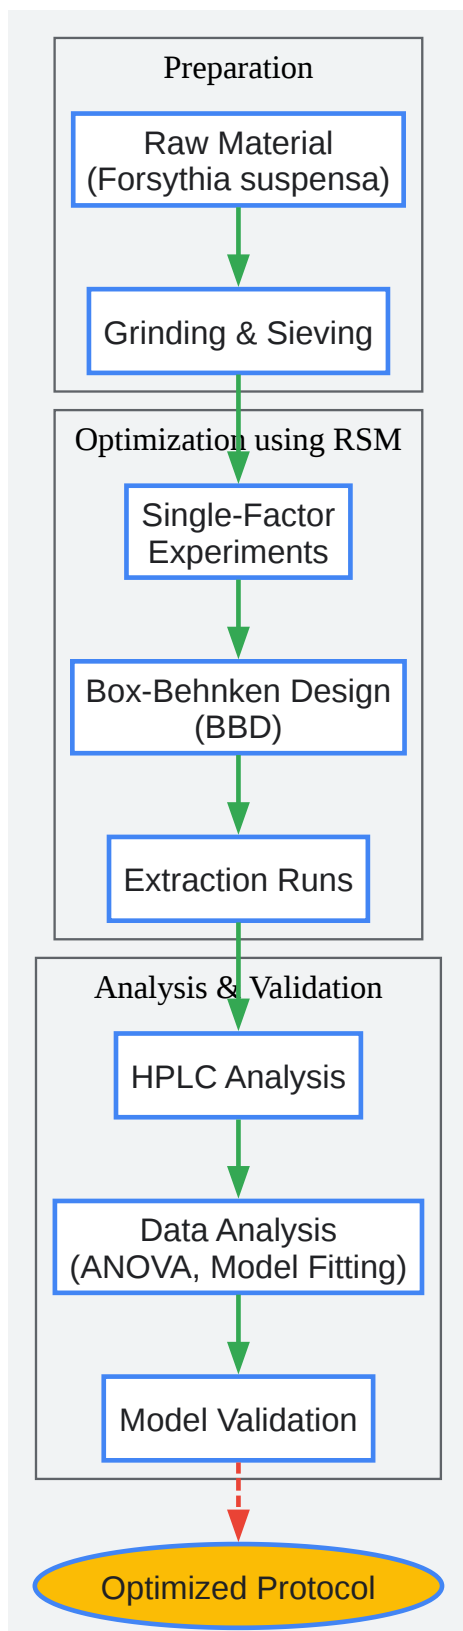 Preparation
Raw Material
(Forsythia suspensa)
Grinding & Sieving
Optimization using RSM
Single-Factor
Experiments
Box-Behnken Design
(BBD)
Extraction Runs
Analysis & Validation
HPLC Analysis
Data Analysis
(ANOVA, Model Fitting)
Model Validation
Optimized Protocol